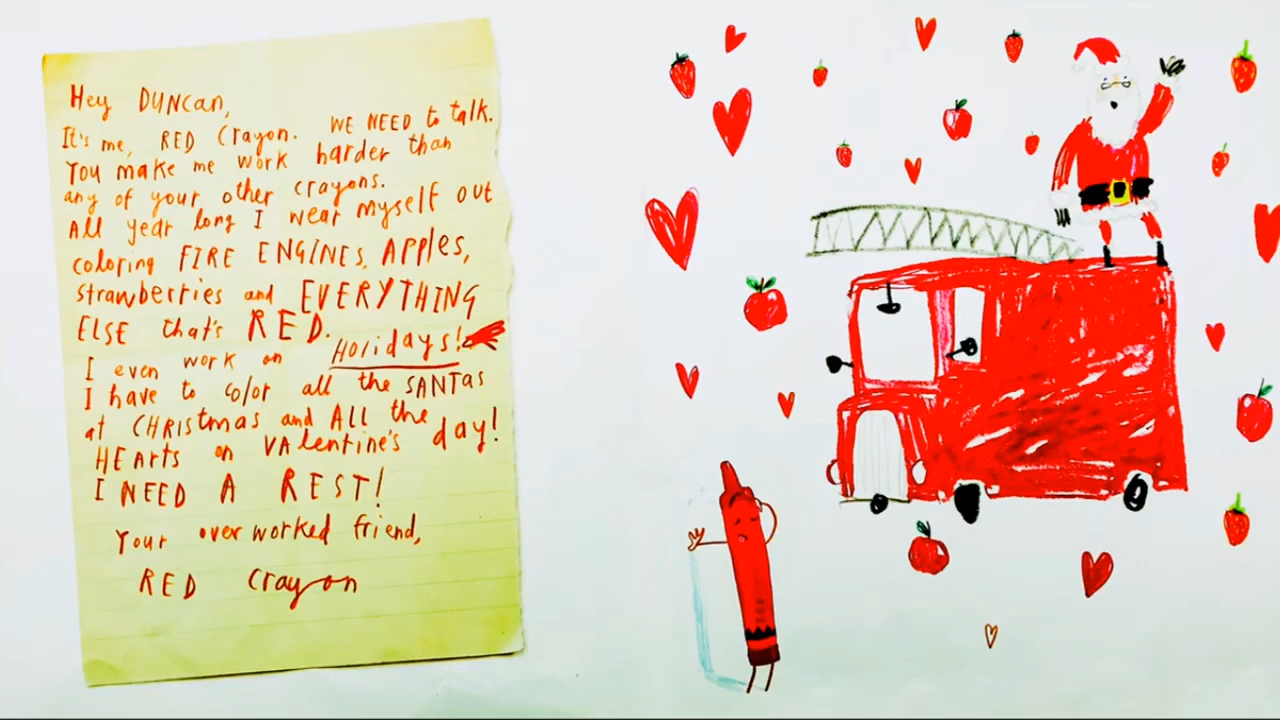 Hey DUNCan,
It's me, RED Crayon. WE NEED to talk.
You make me work harder than
any of your other crayons.
All year long I wear myself out
coloring FIRE ENGINES, APples,
strawberries and EVERYTHING
ELSE that's RED.
I even work on Holidays!
I have to color all the SANTas
at CHRistmas and All the
HEArts on VAlentine's day!
I NEED A REST!
Your overworked friend,
RED Crayon